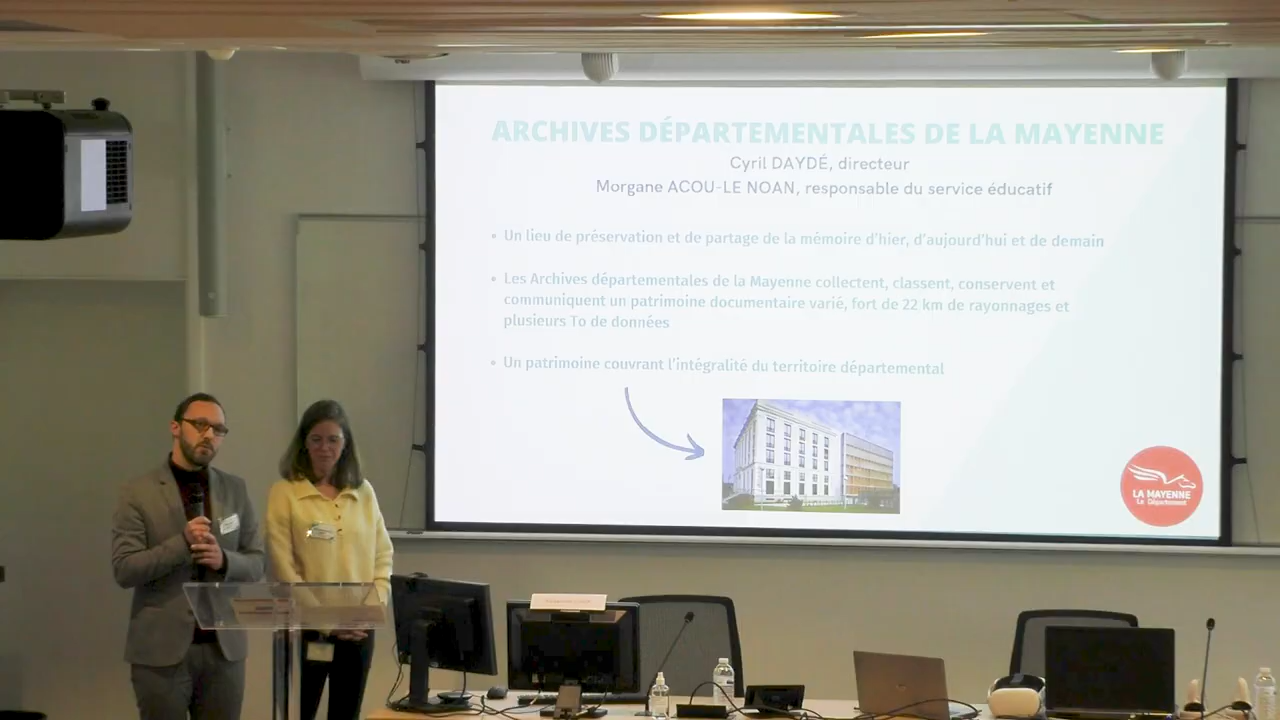 ARCHIVES DÉPARTEMENTALES DE LA MAYENNE
Cyril DAYDÉ, directeur
Morgane ACOU-LE NOAN, responsable du service éducatif
• Un lieu de préservation et de partage de la mémoire d'hier, d'aujourd'hui et de demain
• Les Archives départementales de la Mayenne collectent, classent, conservent et
communiquent un patrimoine documentaire varié, fort de 22 km de rayonnages et
plusieurs To de données
• Un patrimoine couvrant l'intégralité du territoire départemental
LA MAYENNE
Le Département